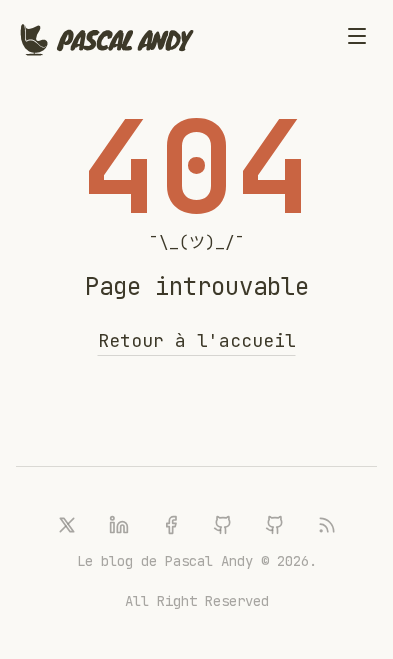 PASCAL ANDY
404
¯\_(ツ)_/¯
Page introuvable
Retour à l'accueil
Le blog de Pascal Andy © 2026.
All Right Reserved